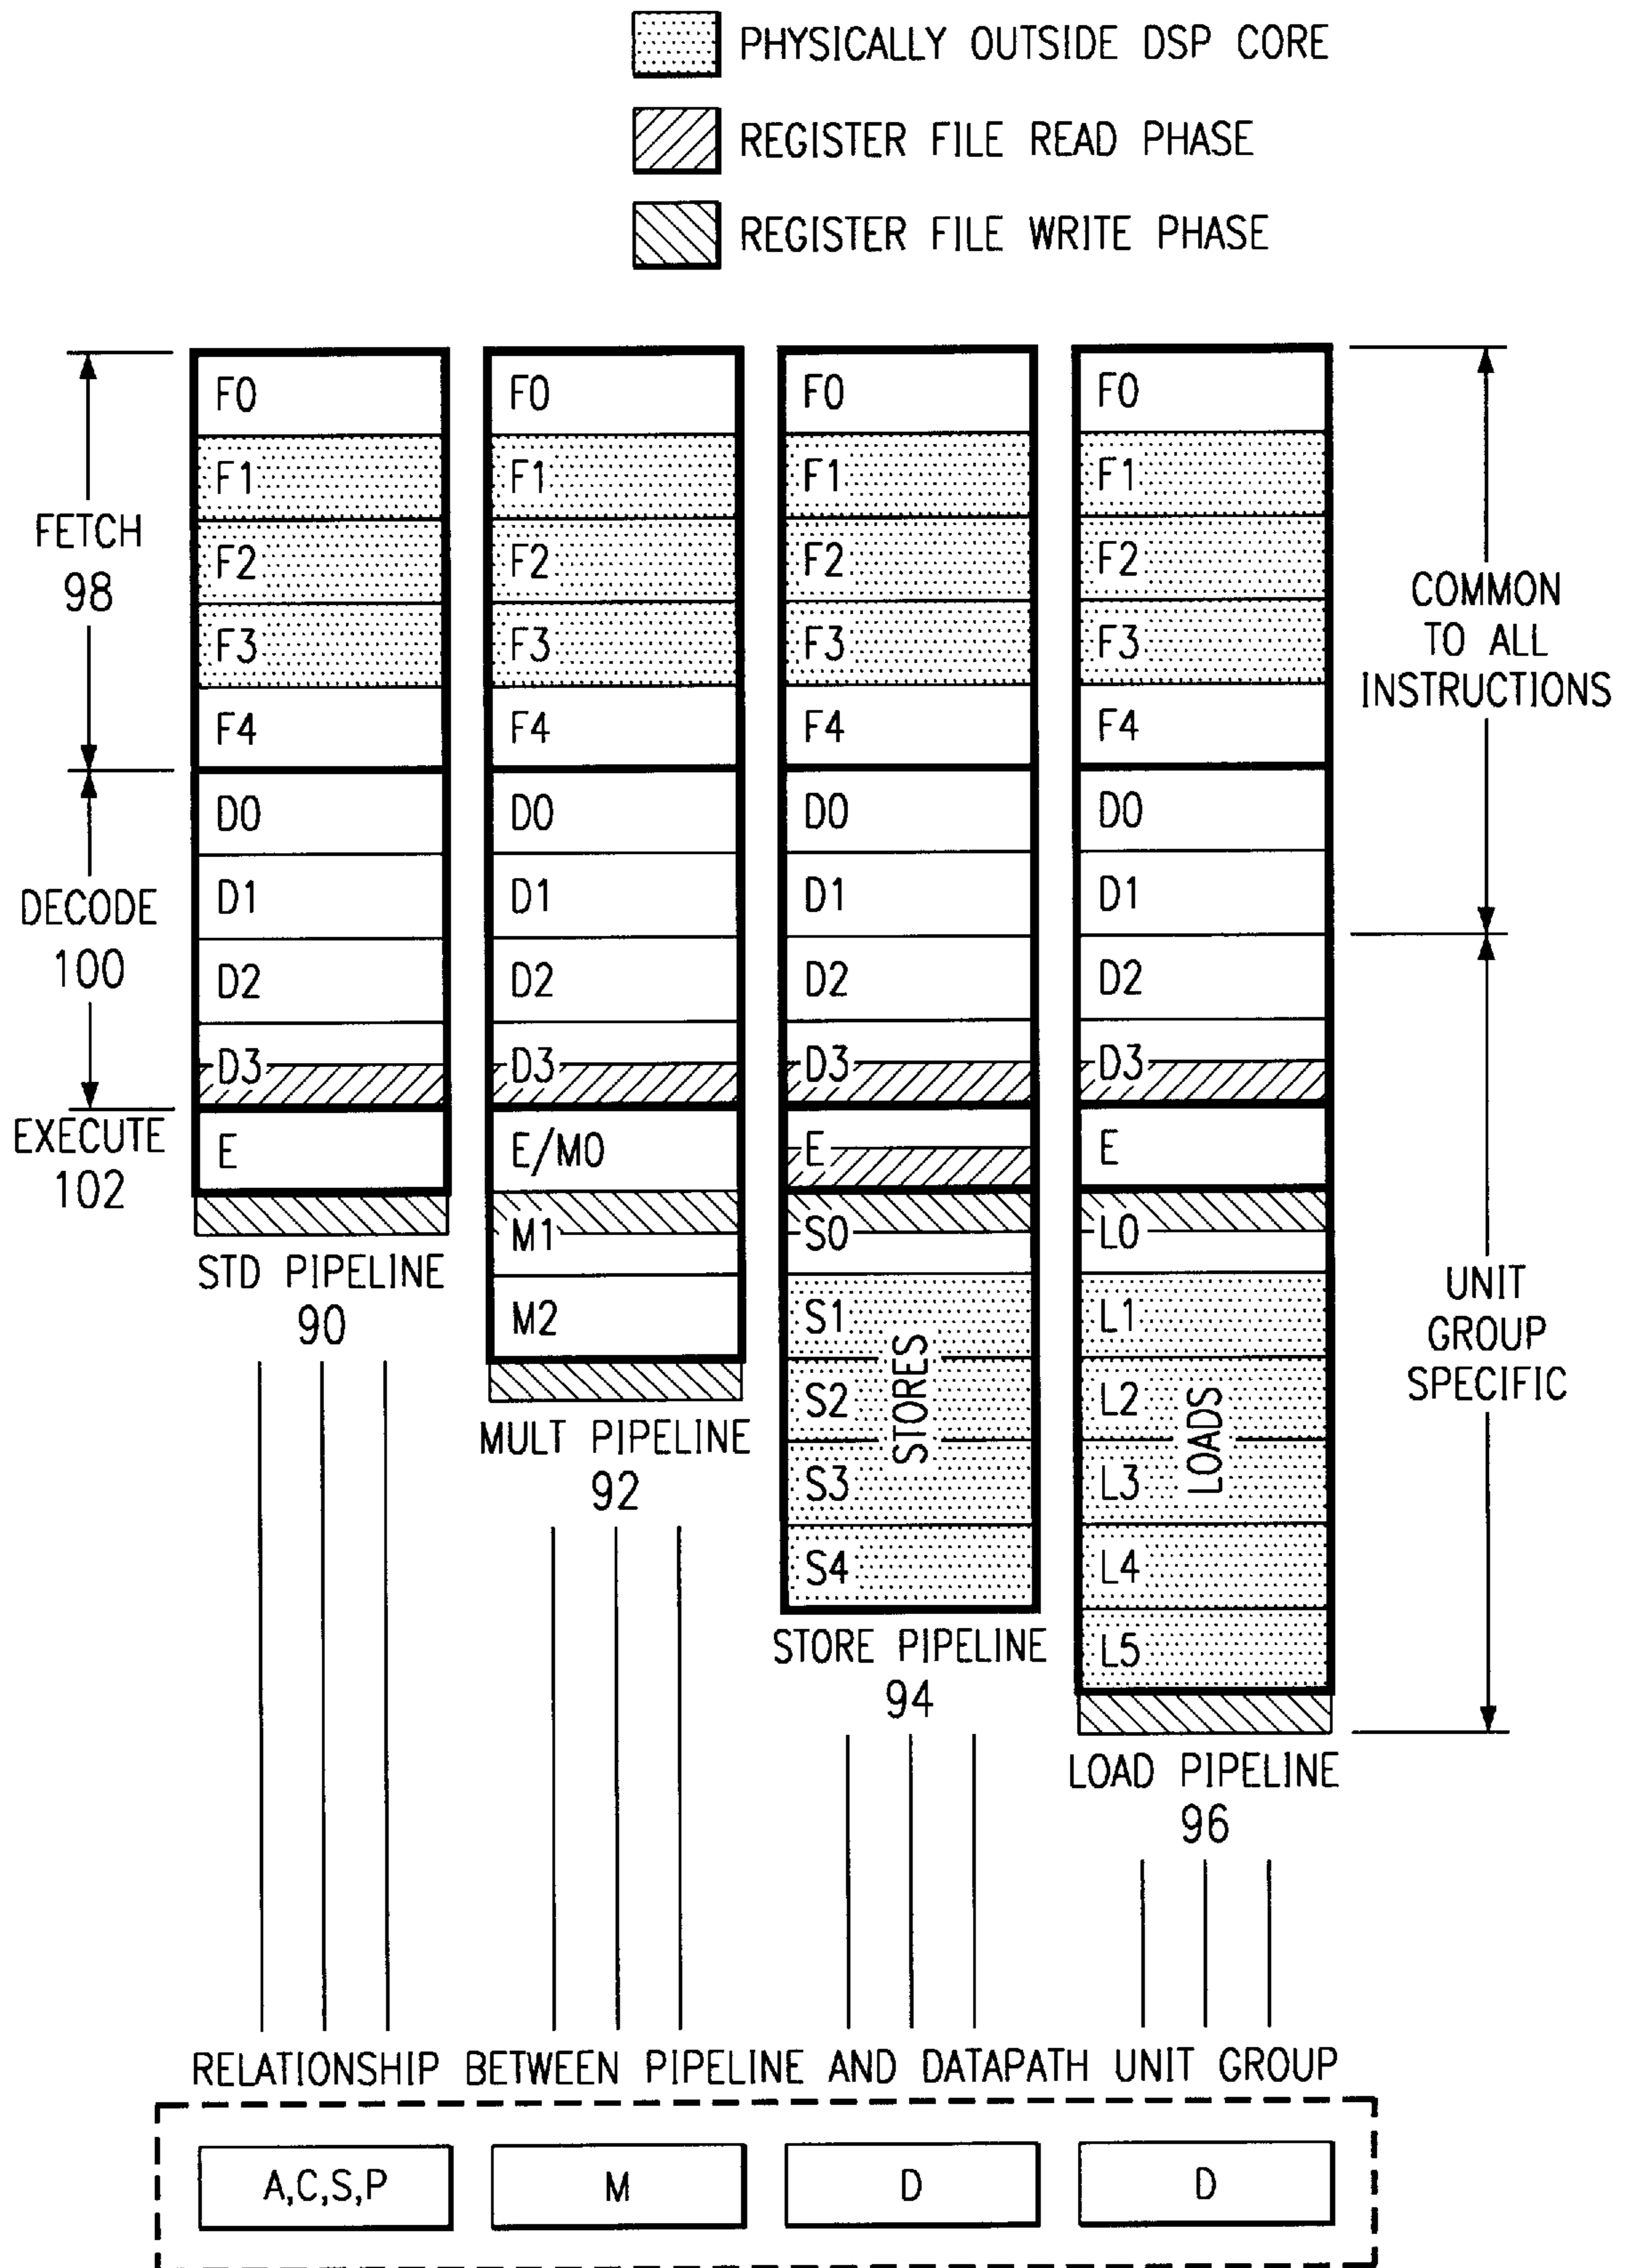 PHYSICALLY OUTSIDE DSP CORE
REGISTER FILE READ PHASE
REGISTER FILE WRITE PHASE
FETCH
98
DECODE
100
EXECUTE
102
F0
F1
F2
F3
F4
D0
D1
D2
D3
E
STD PIPELINE
90
F0
F1
F2
F3
F4
D0
D1
D2
D3
E/M0
M1
M2
MULT PIPELINE
92
F0
F1
F2
F3
F4
D0
D1
D2
D3
E
S0
S1
S2
S3
S4
STORES
STORE PIPELINE
94
F0
F1
F2
F3
F4
D0
D1
D2
D3
E
L0
L1
L2
L3
L4
L5
LOADS
LOAD PIPELINE
96
COMMON
TO ALL
INSTRUCTIONS
UNIT
GROUP
SPECIFIC
RELATIONSHIP BETWEEN PIPELINE AND DATAPATH UNIT GROUP
A,C,S,P
M
D
D